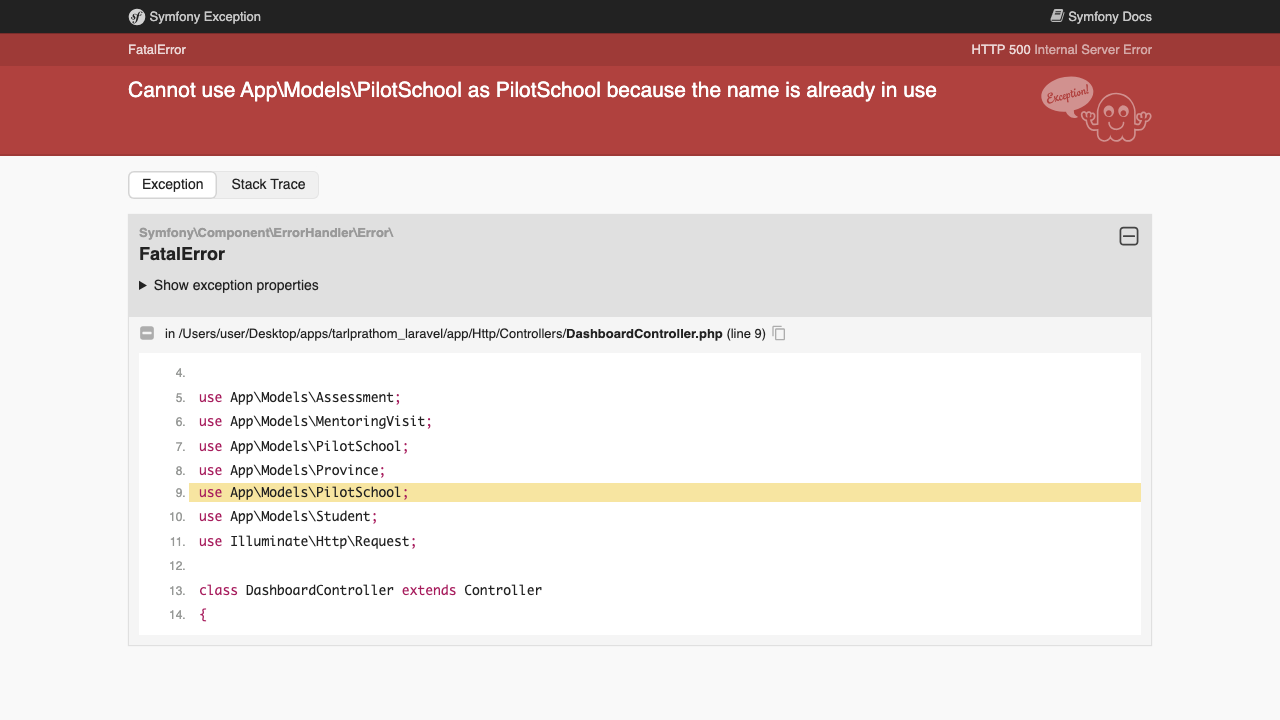 Symfony Exception
Symfony Docs
FatalError
HTTP 500 Internal Server Error
Cannot use App\Models\PilotSchool as PilotSchool because the name is already in use
Exception!
Exception
Stack Trace
Symfony\Component\ErrorHandler\Error\
FatalError
Show exception properties
in /Users/user/Desktop/apps/tarlprathom_laravel/app/Http/Controllers/DashboardController.php (line 9)
4.
5. use App\Models\Assessment;
6. use App\Models\MentoringVisit;
7. use App\Models\PilotSchool;
8. use App\Models\Province;
9. use App\Models\PilotSchool;
10. use App\Models\Student;
11. use Illuminate\Http\Request;
12.
13. class DashboardController extends Controller
14. {